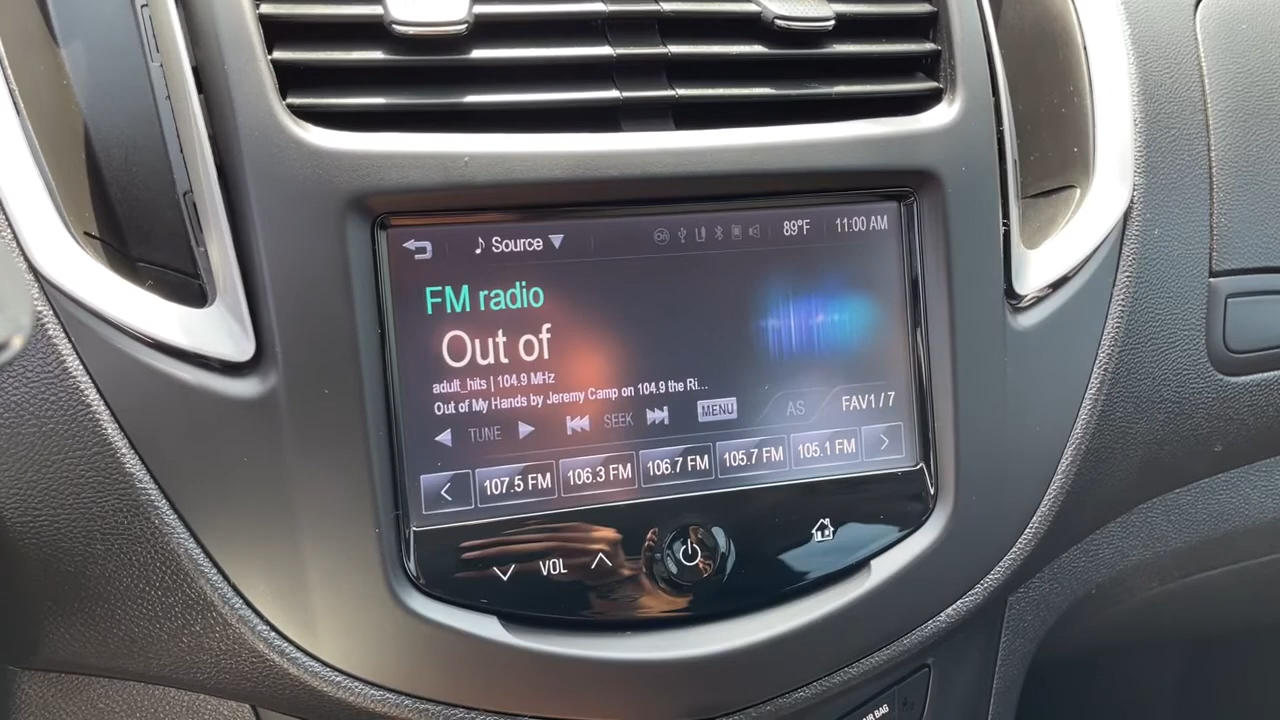 Source 89°F 11:00 AM
FM radio
Out of
adult_hits | 104.9 MHz
Out of My Hands by Jeremy Camp on 104.9 the Ri...
TUNE SEEK MENU AS FAV1 / 7
107.5 FM 106.3 FM 106.7 FM 105.7 FM 105.1 FM
VOL
AIR BAG